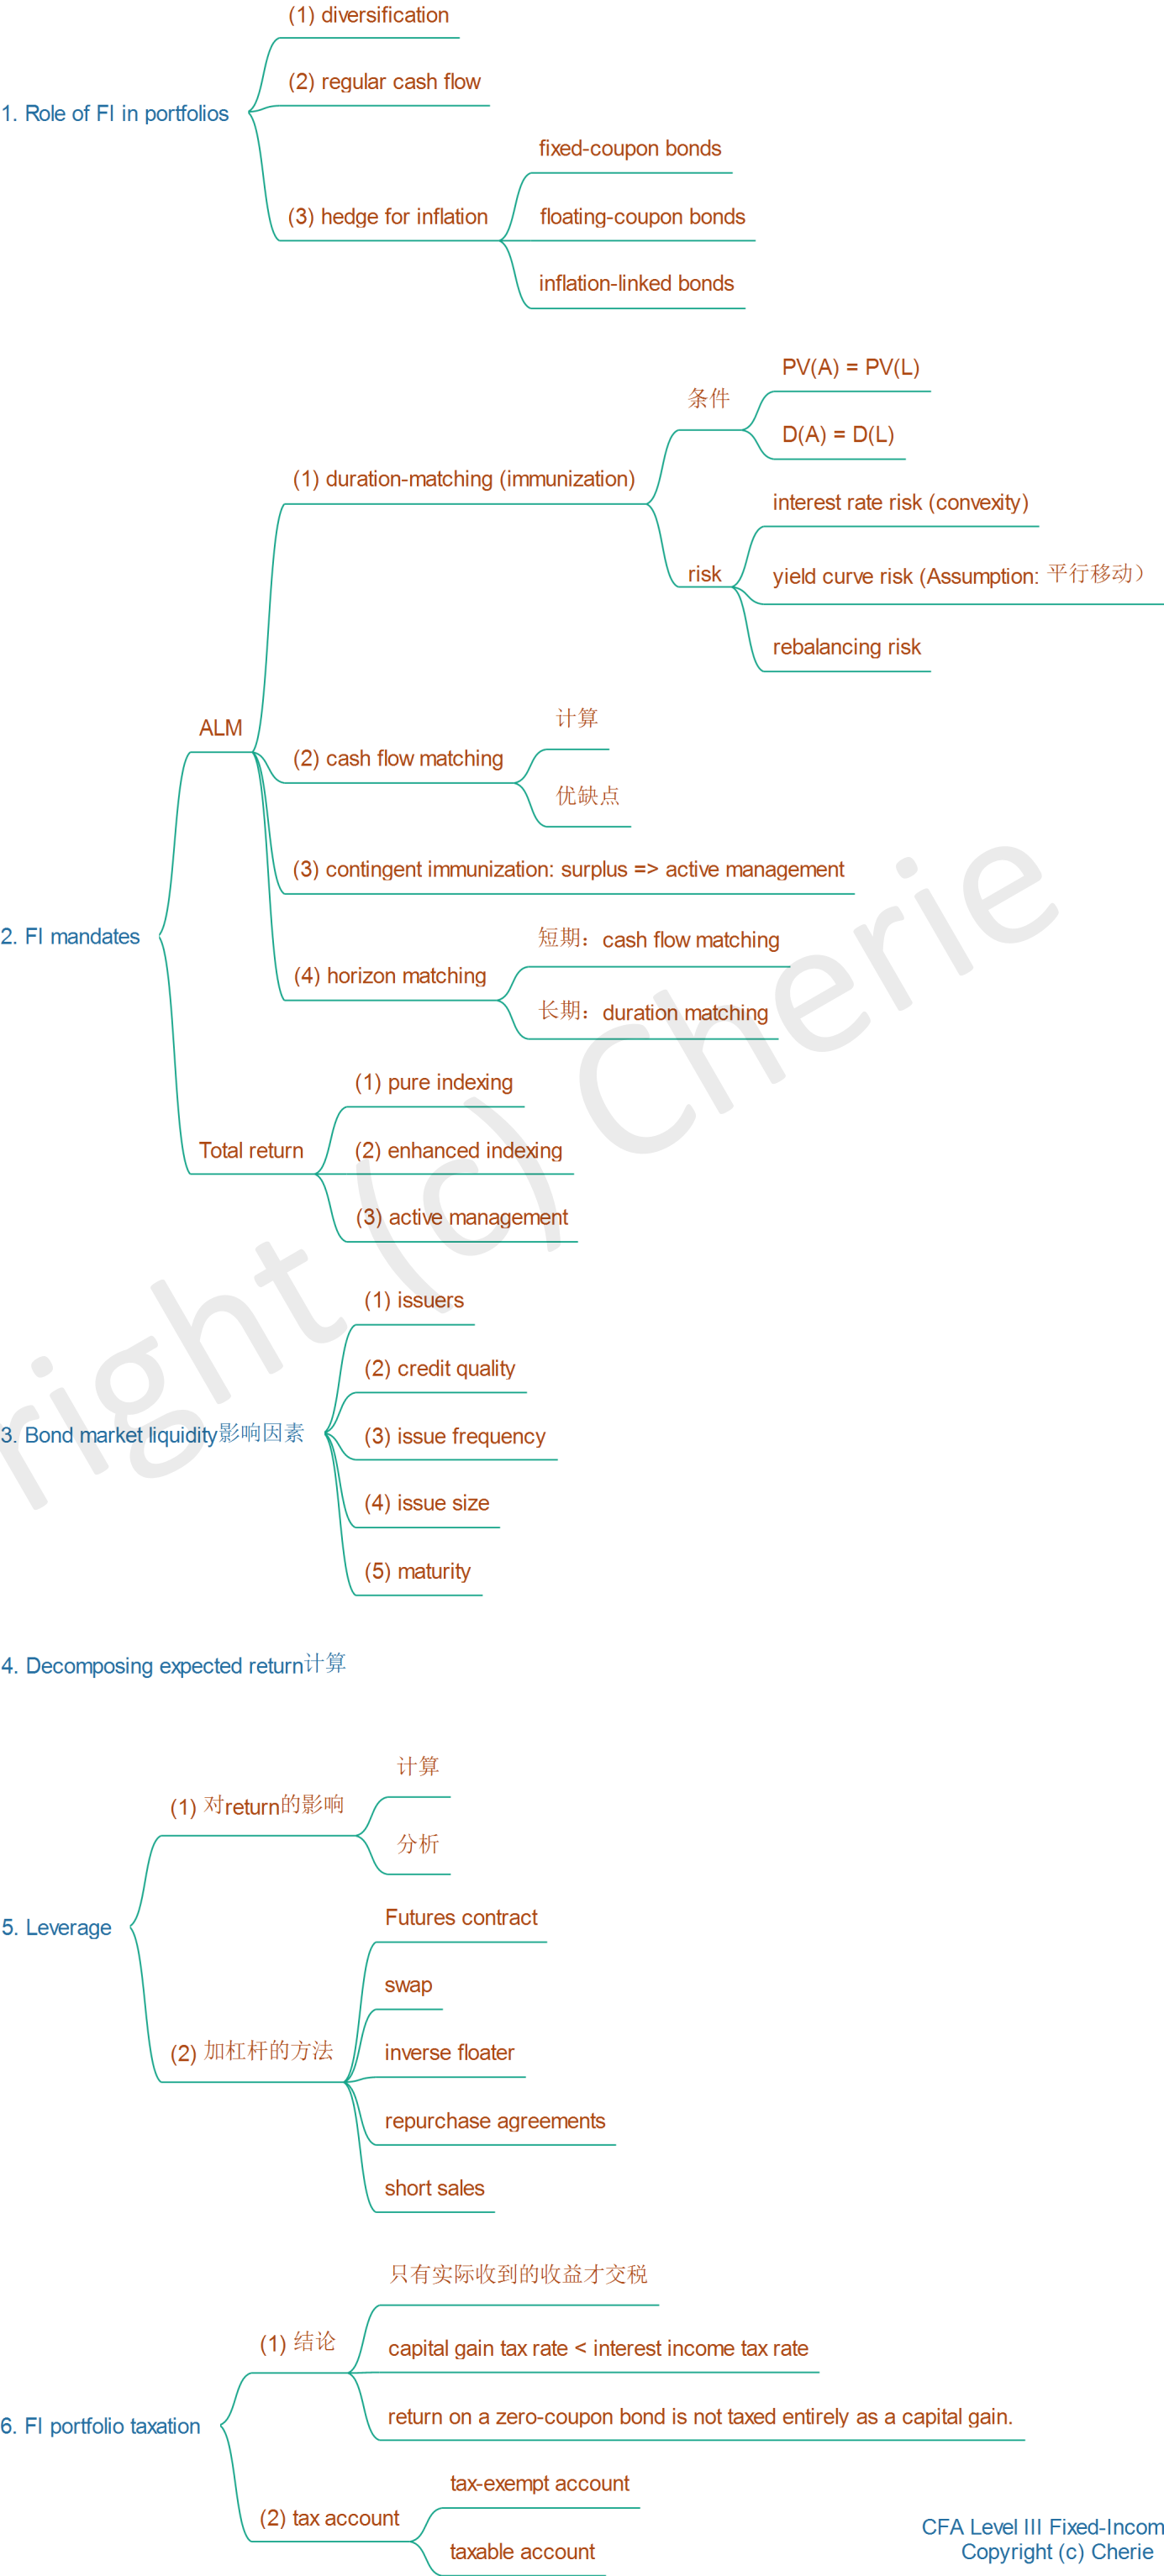 1. Role of FI in portfolios
(1) diversification
(2) regular cash flow
(3) hedge for inflation
fixed-coupon bonds
floating-coupon bonds
inflation-linked bonds
2. FI mandates
ALM
(1) duration-matching (immunization)
条件
PV(A) = PV(L)
D(A) = D(L)
risk
interest rate risk (convexity)
yield curve risk (Assumption: 平行移动）
rebalancing risk
(2) cash flow matching
计算
优缺点
(3) contingent immunization: surplus => active management
(4) horizon matching
短期：cash flow matching
长期：duration matching
Total return
(1) pure indexing
(2) enhanced indexing
(3) active management
3. Bond market liquidity影响因素
(1) issuers
(2) credit quality
(3) issue frequency
(4) issue size
(5) maturity
4. Decomposing expected return计算
5. Leverage
(1) 对return的影响
计算
分析
(2) 加杠杆的方法
Futures contract
swap
inverse floater
repurchase agreements
short sales
6. FI portfolio taxation
(1) 结论
只有实际收到的收益才交税
capital gain tax rate < interest income tax rate
return on a zero-coupon bond is not taxed entirely as a capital gain.
(2) tax account
tax-exempt account
taxable account
right (c) Cherie
CFA Level III Fixed-Incom
Copyright (c) Cherie